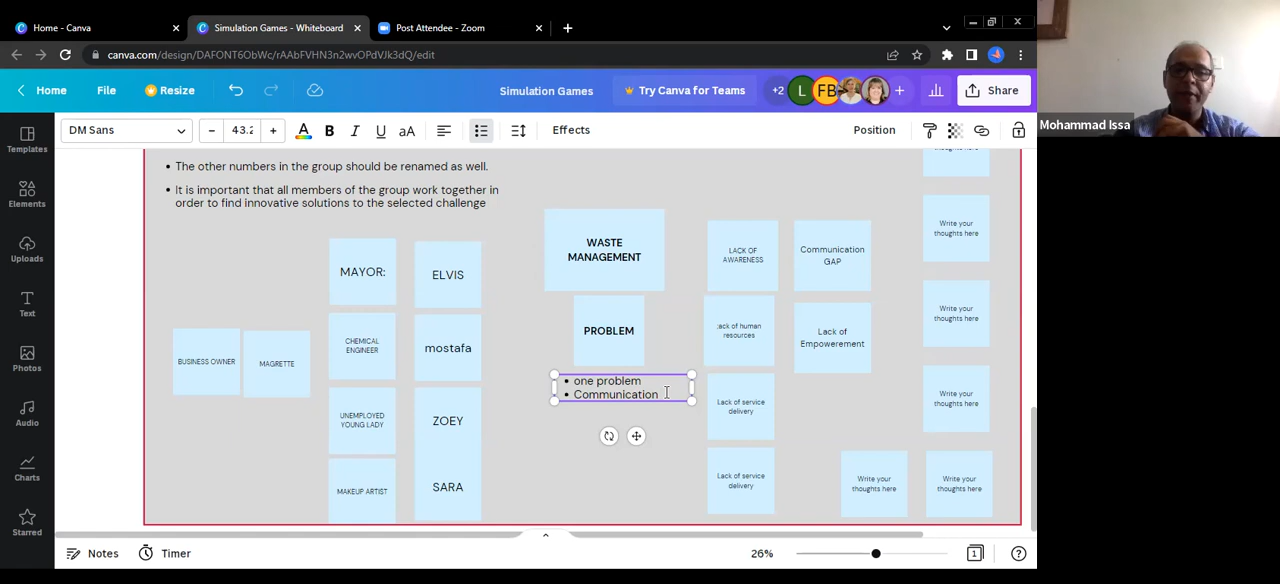 Home - Canva
Simulation Games - Whiteboard
Post Attendee - Zoom
canva.com/design/DAFONT6ObWc/rAAbFVHN3n2wvOPdVJk3dQ/edit
Home
File
Resize
Simulation Games
Try Canva for Teams
+2
L
FB
Share
Mohammad Issa
DM Sans
43.2
A
B
I
U
aA
Effects
Position
Templates
Elements
Uploads
Text
Photos
Audio
Charts
Starred
The other numbers in the group should be renamed as well.
It is important that all members of the group work together in
order to find innovative solutions to the selected challenge
BUSINESS OWNER
MAGRETTE
MAYOR:
ELVIS
CHEMICAL
ENGINEER
mostafa
UNEMPLOYED
YOUNG LADY
ZOEY
MAKEUP ARTIST
SARA
WASTE
MANAGEMENT
PROBLEM
one problem
Communication
LACK OF
AWARENESS
Communication
GAP
;ack of human
resources
Lack of
Empowerement
Lack of service
delivery
Lack of service
delivery
thoughts here
Write your
thoughts here
Write your
thoughts here
Write your
thoughts here
Write your
thoughts here
Write your
thoughts here
Notes
Timer
26%
1